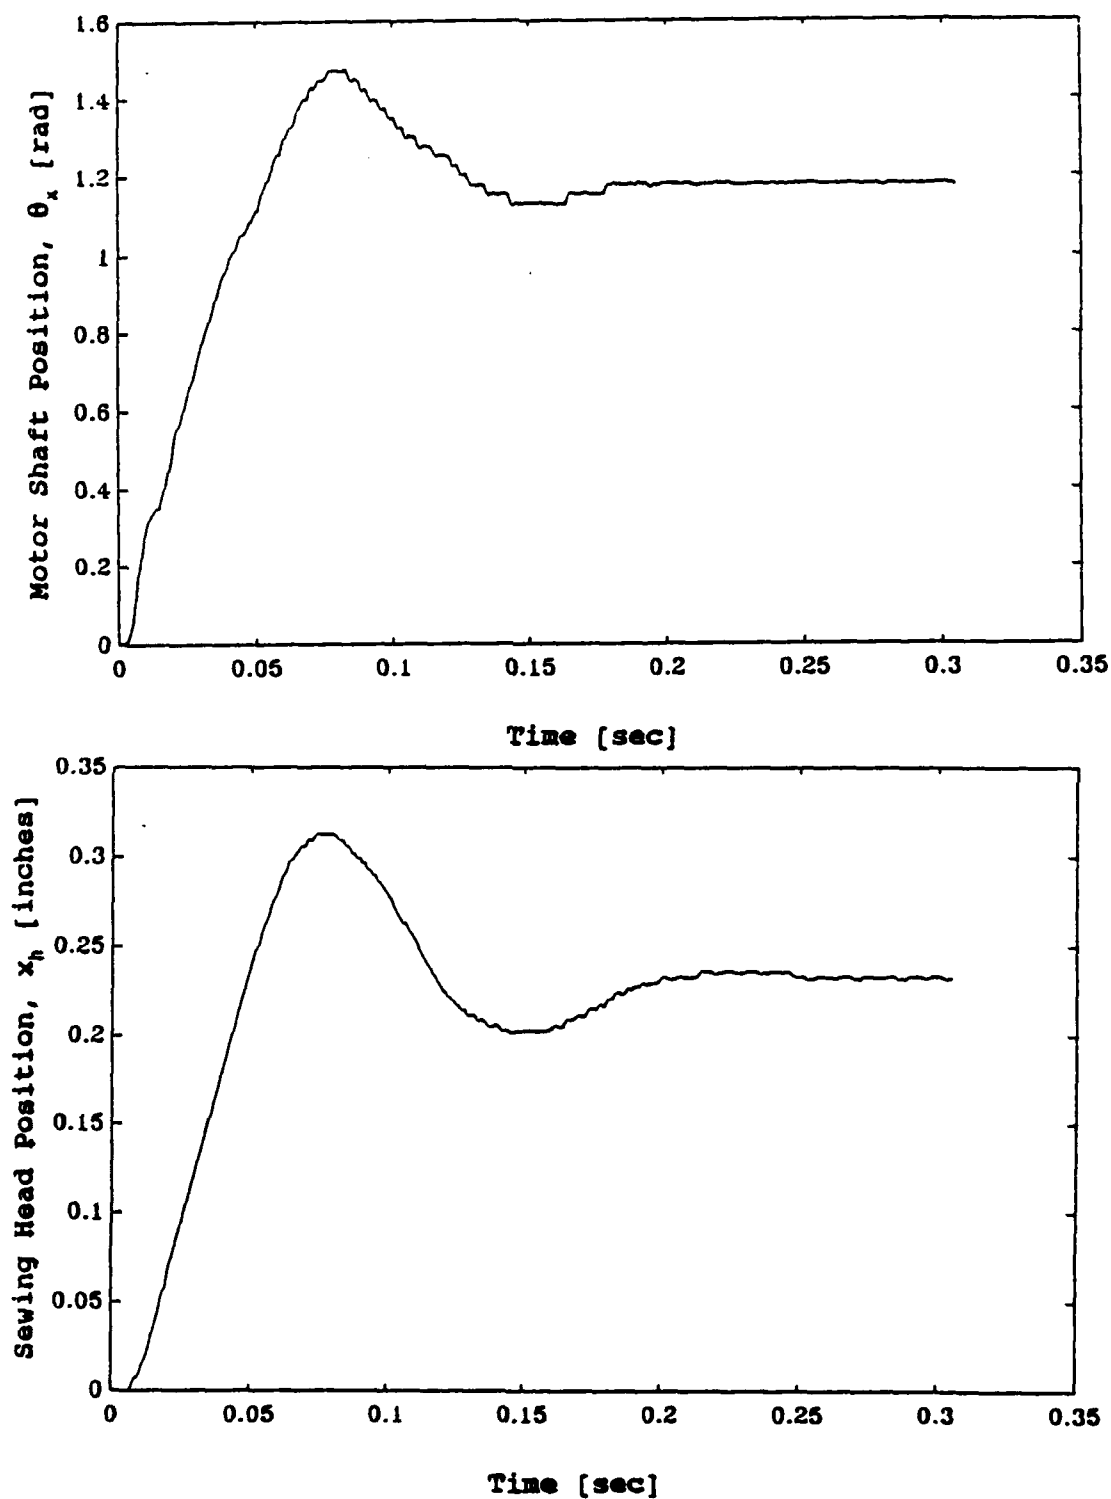 Motor Shaft Position, θx [rad]
1.6
1.4
1.2
1
0.8
0.6
0.4
0.2
0
0 0.05 0.1 0.15 0.2 0.25 0.3 0.35
Time [sec]
Sewing Head Position, xh [inches]
0.35
0.3
0.25
0.2
0.15
0.1
0.05
0
0 0.05 0.1 0.15 0.2 0.25 0.3 0.35
Time [sec]